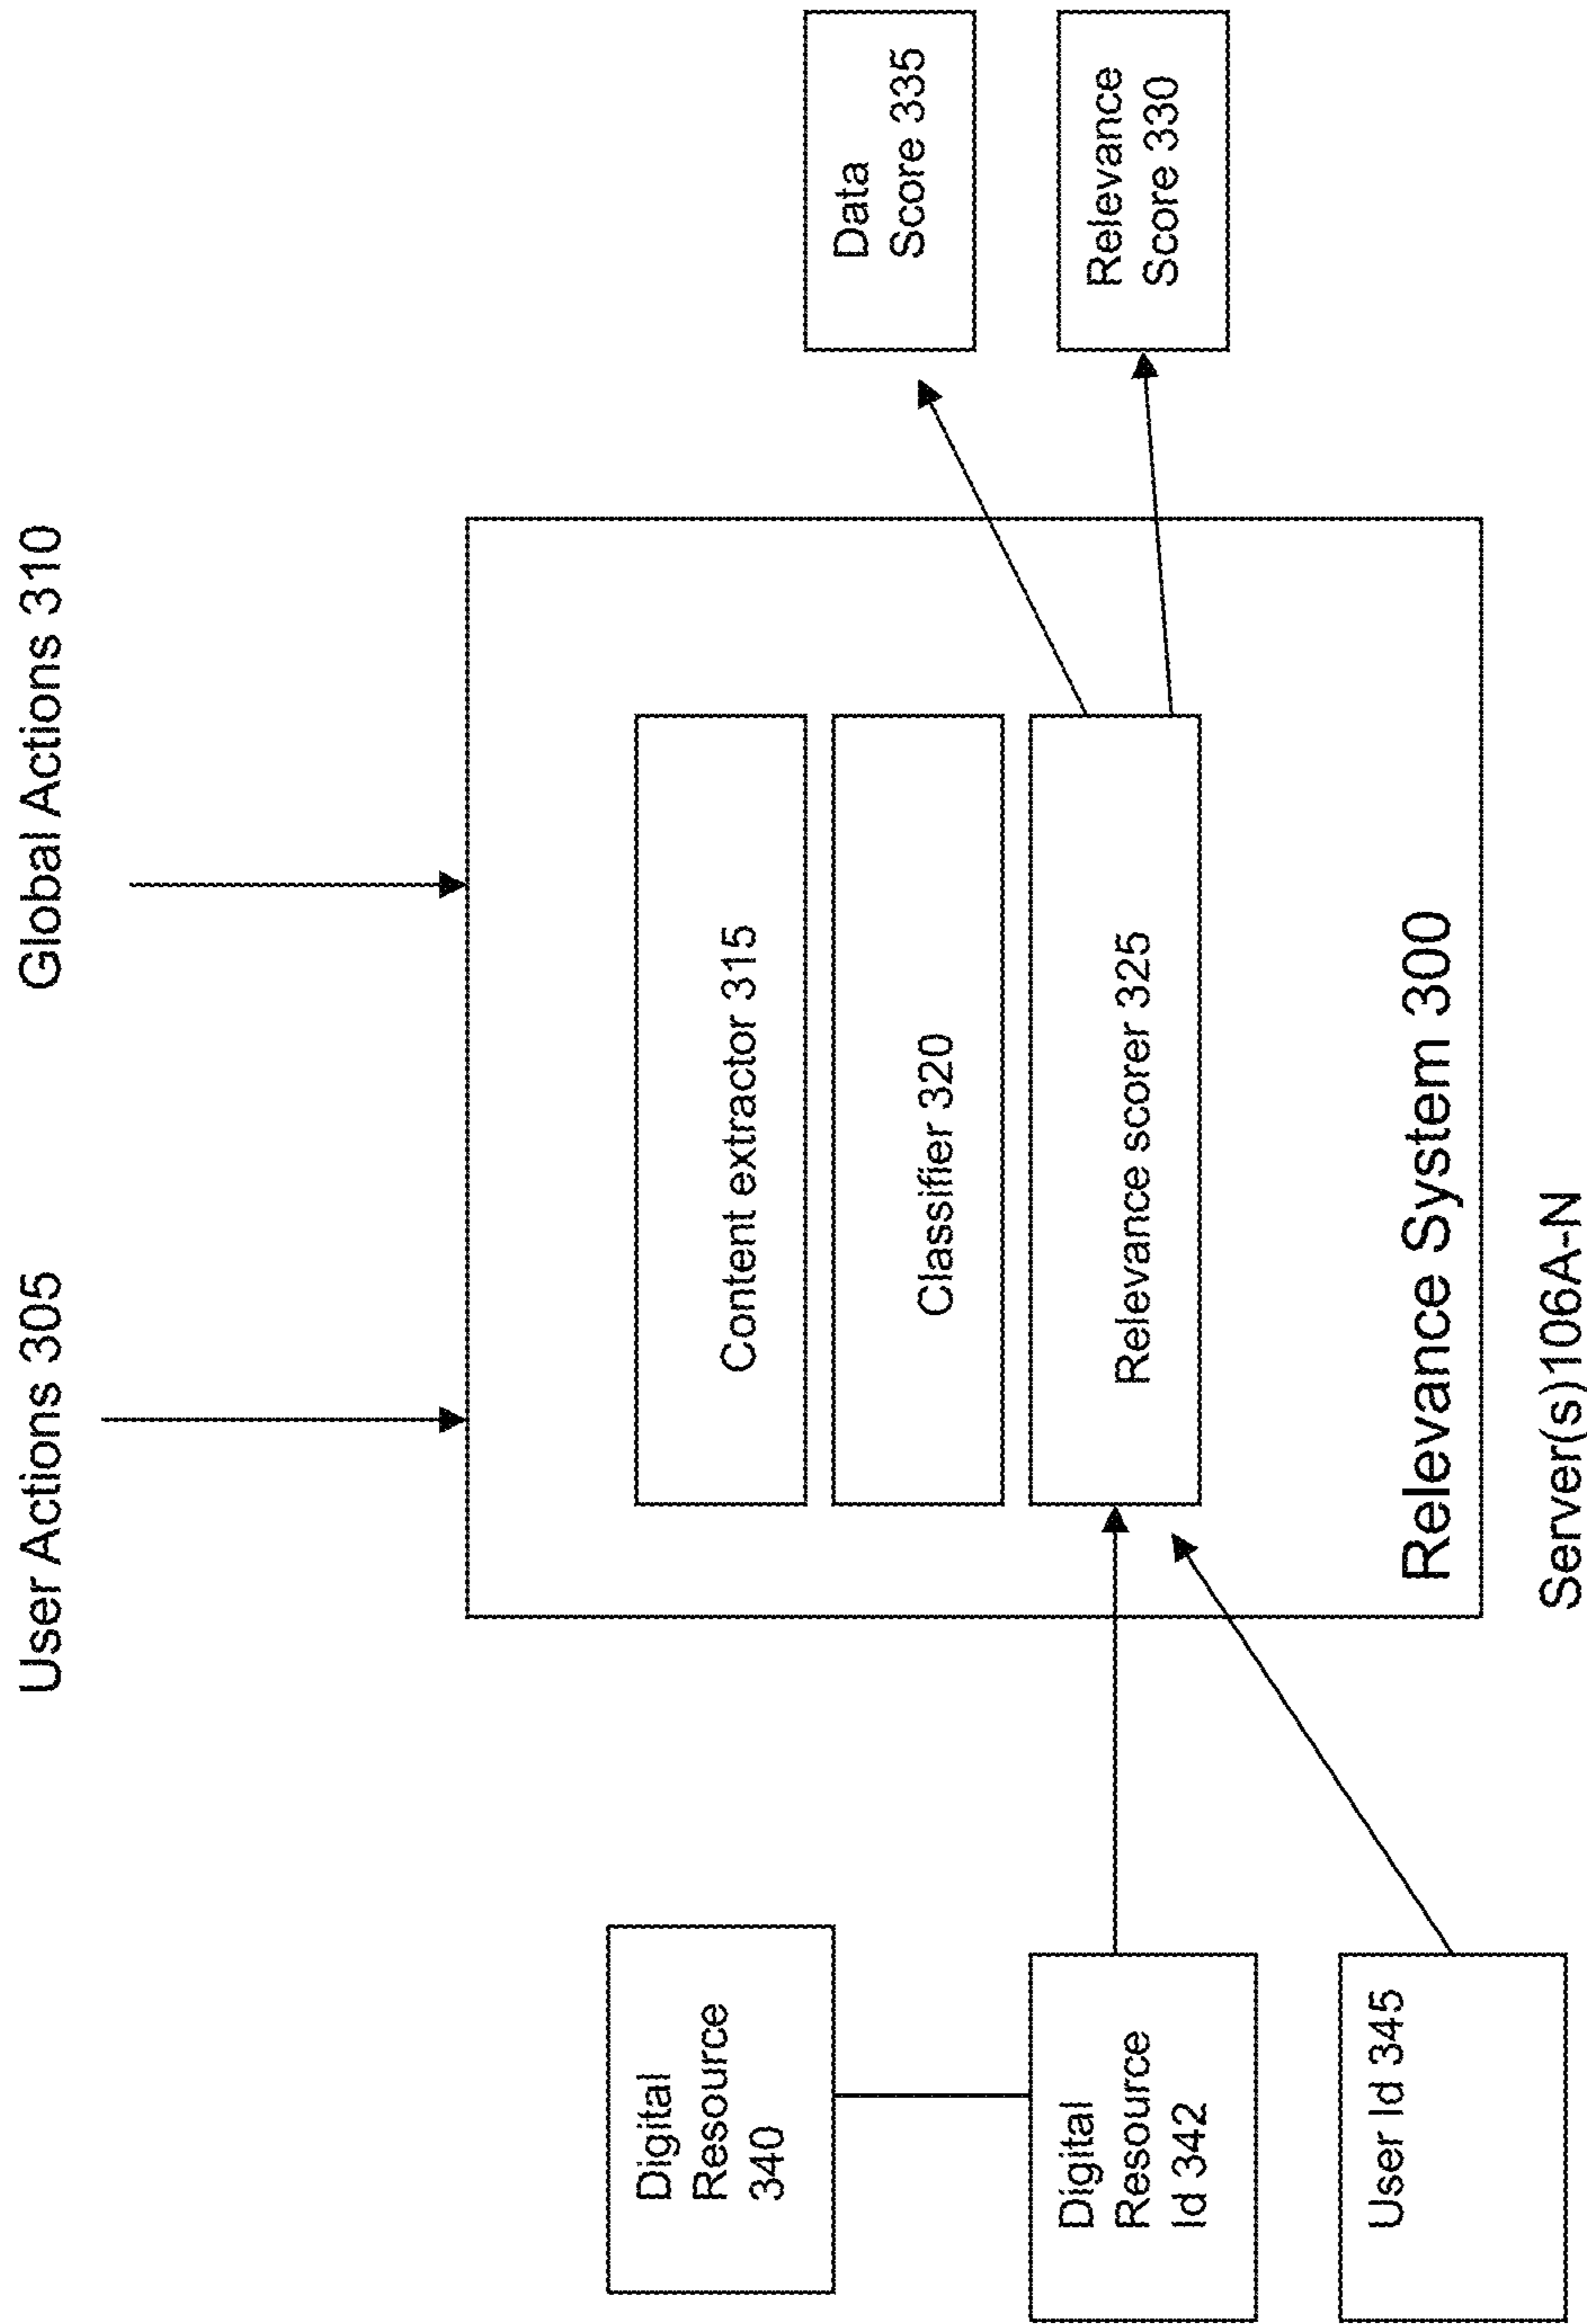 User Actions 305
Global Actions 310
Digital
Resource
340
Digital
Resource
Id 342
User Id 345
Content extractor 315
Classifier 320
Relevance scorer 325
Relevance System 300
Server(s)106A-N
Data
Score 335
Relevance
Score 330